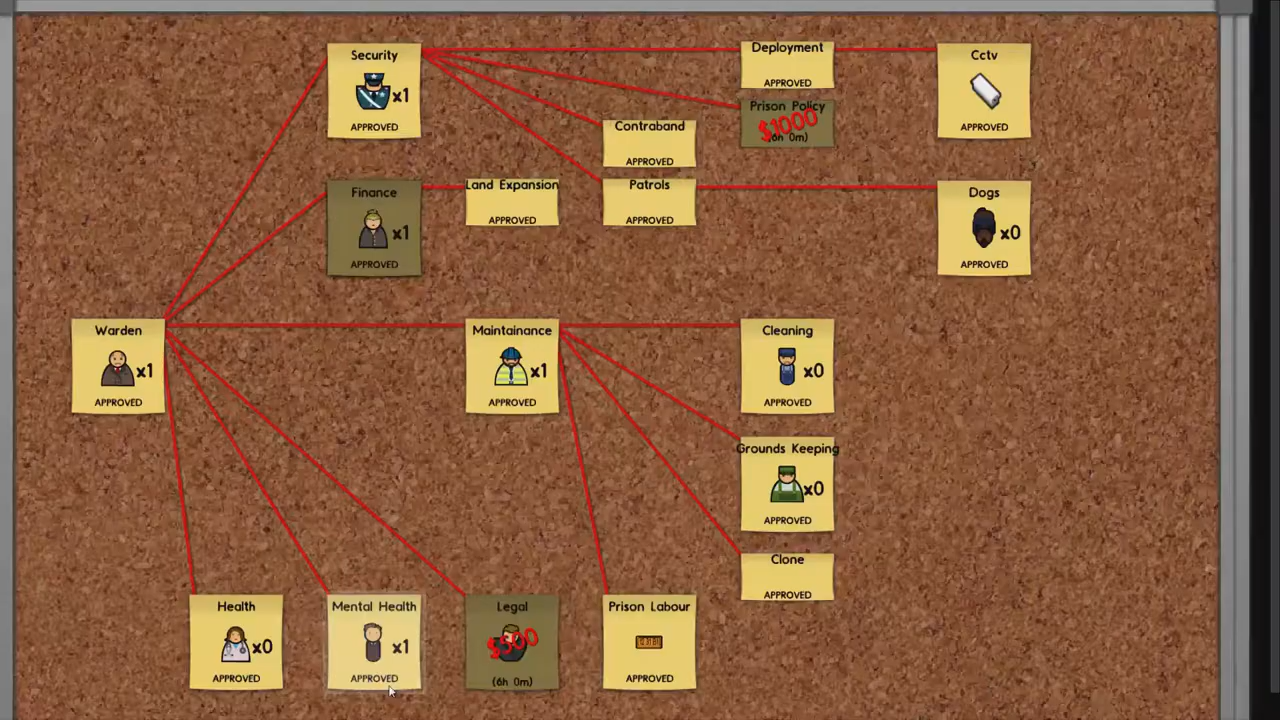 Security
x1
APPROVED
Deployment
APPROVED
Cctv
APPROVED
Prison Policy
$1000
(6h 0m)
Contraband
APPROVED
Finance
x1
APPROVED
Land Expansion
APPROVED
Patrols
APPROVED
Dogs
x0
APPROVED
Warden
x1
APPROVED
Maintainance
x1
APPROVED
Cleaning
x0
APPROVED
Grounds Keeping
x0
APPROVED
Clone
APPROVED
Health
x0
APPROVED
Mental Health
x1
APPROVED
Legal
$500
(6h 0m)
Prison Labour
APPROVED